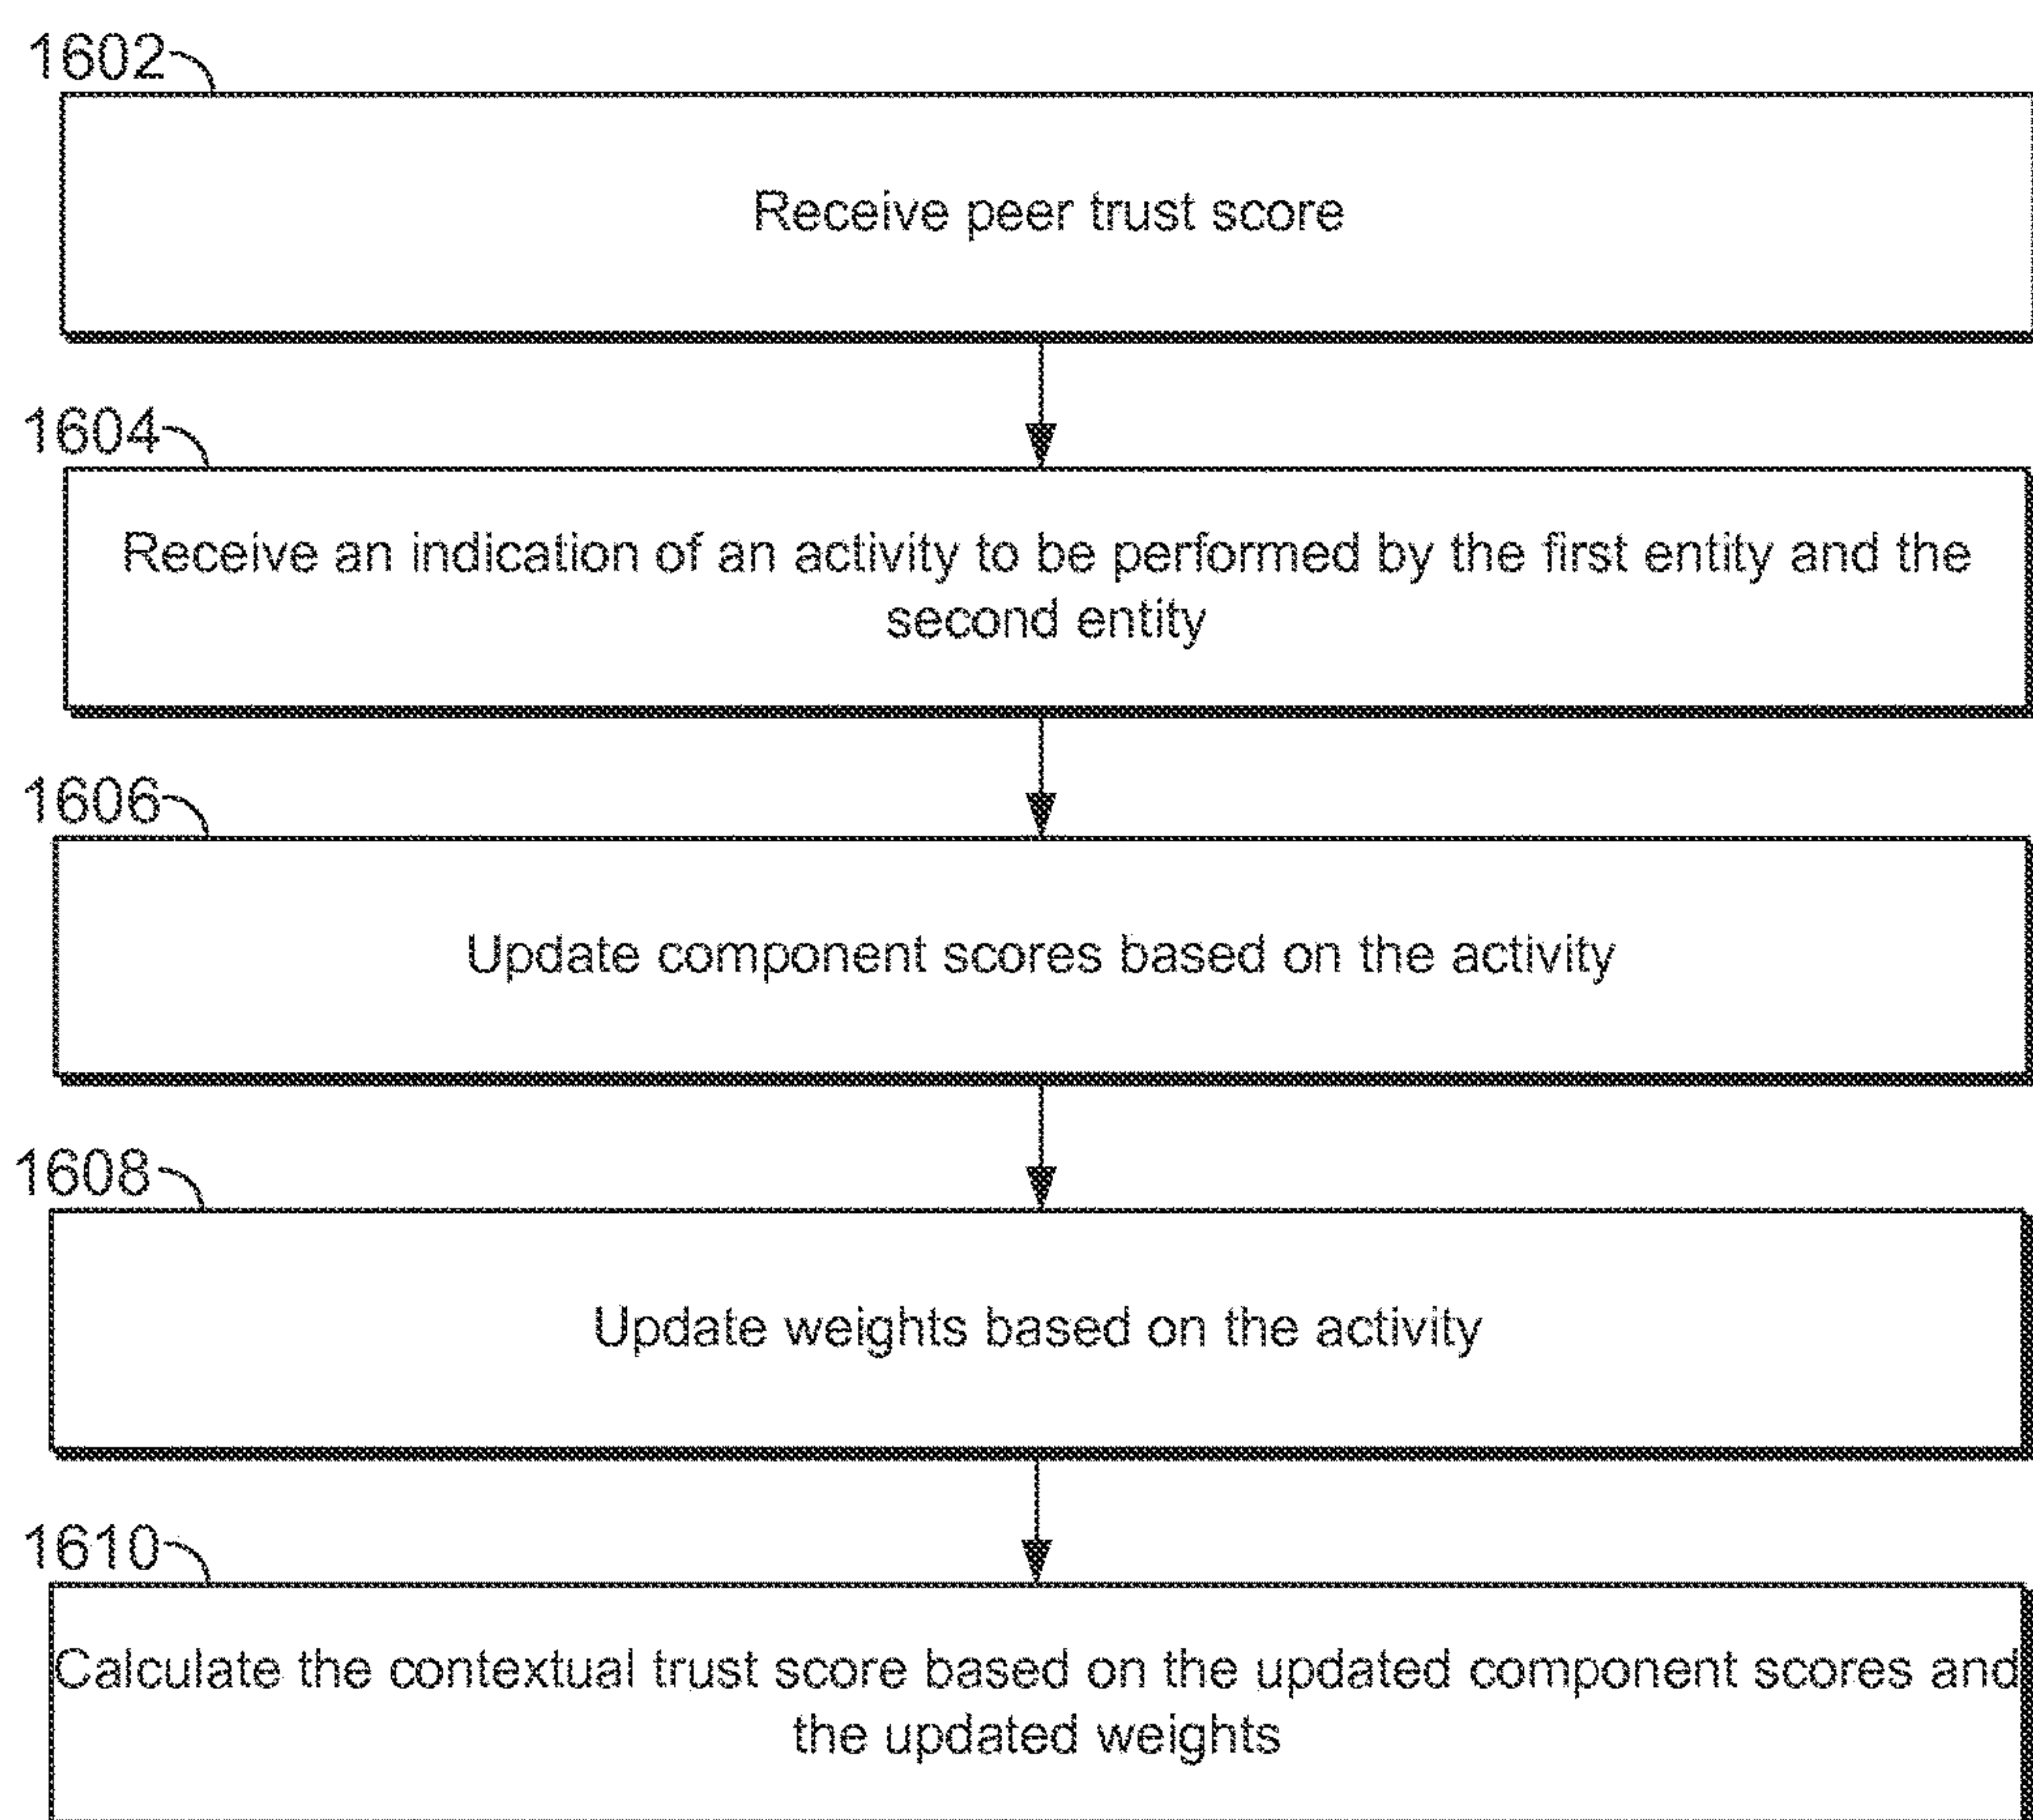 1602
Receive peer trust score
1604
Receive an indication of an activity to be performed by the first entity and the
second entity
1606
Update component scores based on the activity
1608
Update weights based on the activity
1610
Calculate the contextual trust score based on the updated component scores and
the updated weights